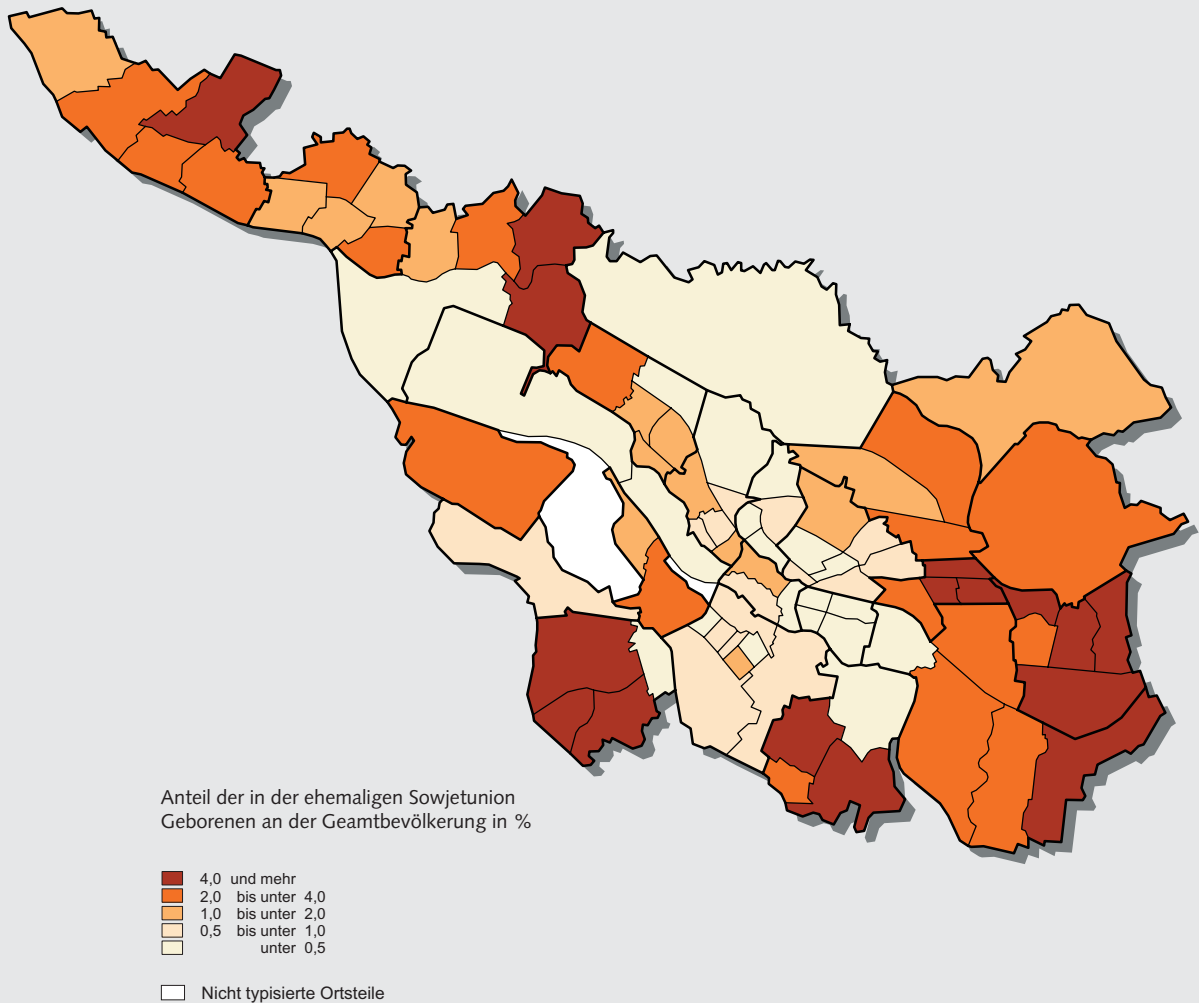 Anteil der in der ehemaligen Sowjetunion
Geborenen an der Geamtbevölkerung in %
4,0 und mehr
2,0 bis unter 4,0
1,0 bis unter 2,0
0,5 bis unter 1,0
unter 0,5
Nicht typisierte Ortsteile